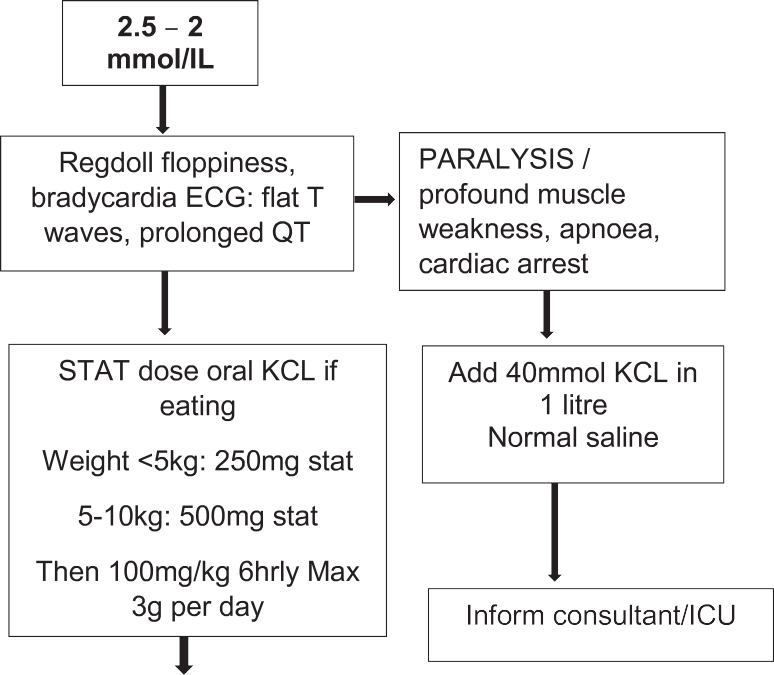 2.5 – 2
mmol/lL
Regdoll floppiness,
bradycardia ECG: flat T
waves, prolonged QT
PARALYSIS /
profound muscle
weakness, apnoea,
cardiac arrest
STAT dose oral KCL if
eating
Weight <5kg: 250mg stat
5-10kg: 500mg stat
Then 100mg/kg 6hrly Max
3g per day
Add 40mmol KCL in
1 litre
Normal saline
Inform consultant/ICU